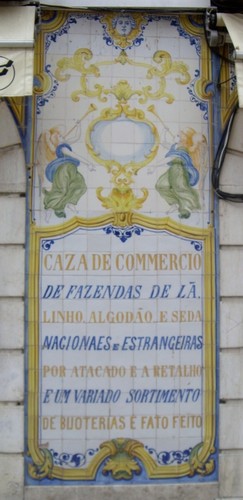 CAZA DE COMMERCIO
DE FAZENDAS DE LÃ,
LINHO, ALGODÃO, E SEDA
NACIONAES E ESTRANGEIRAS
POR ATACADO E A RETALHO
E UM VARIADO SORTIMENTO
DE BIJOTERIAS E FATO FEITO